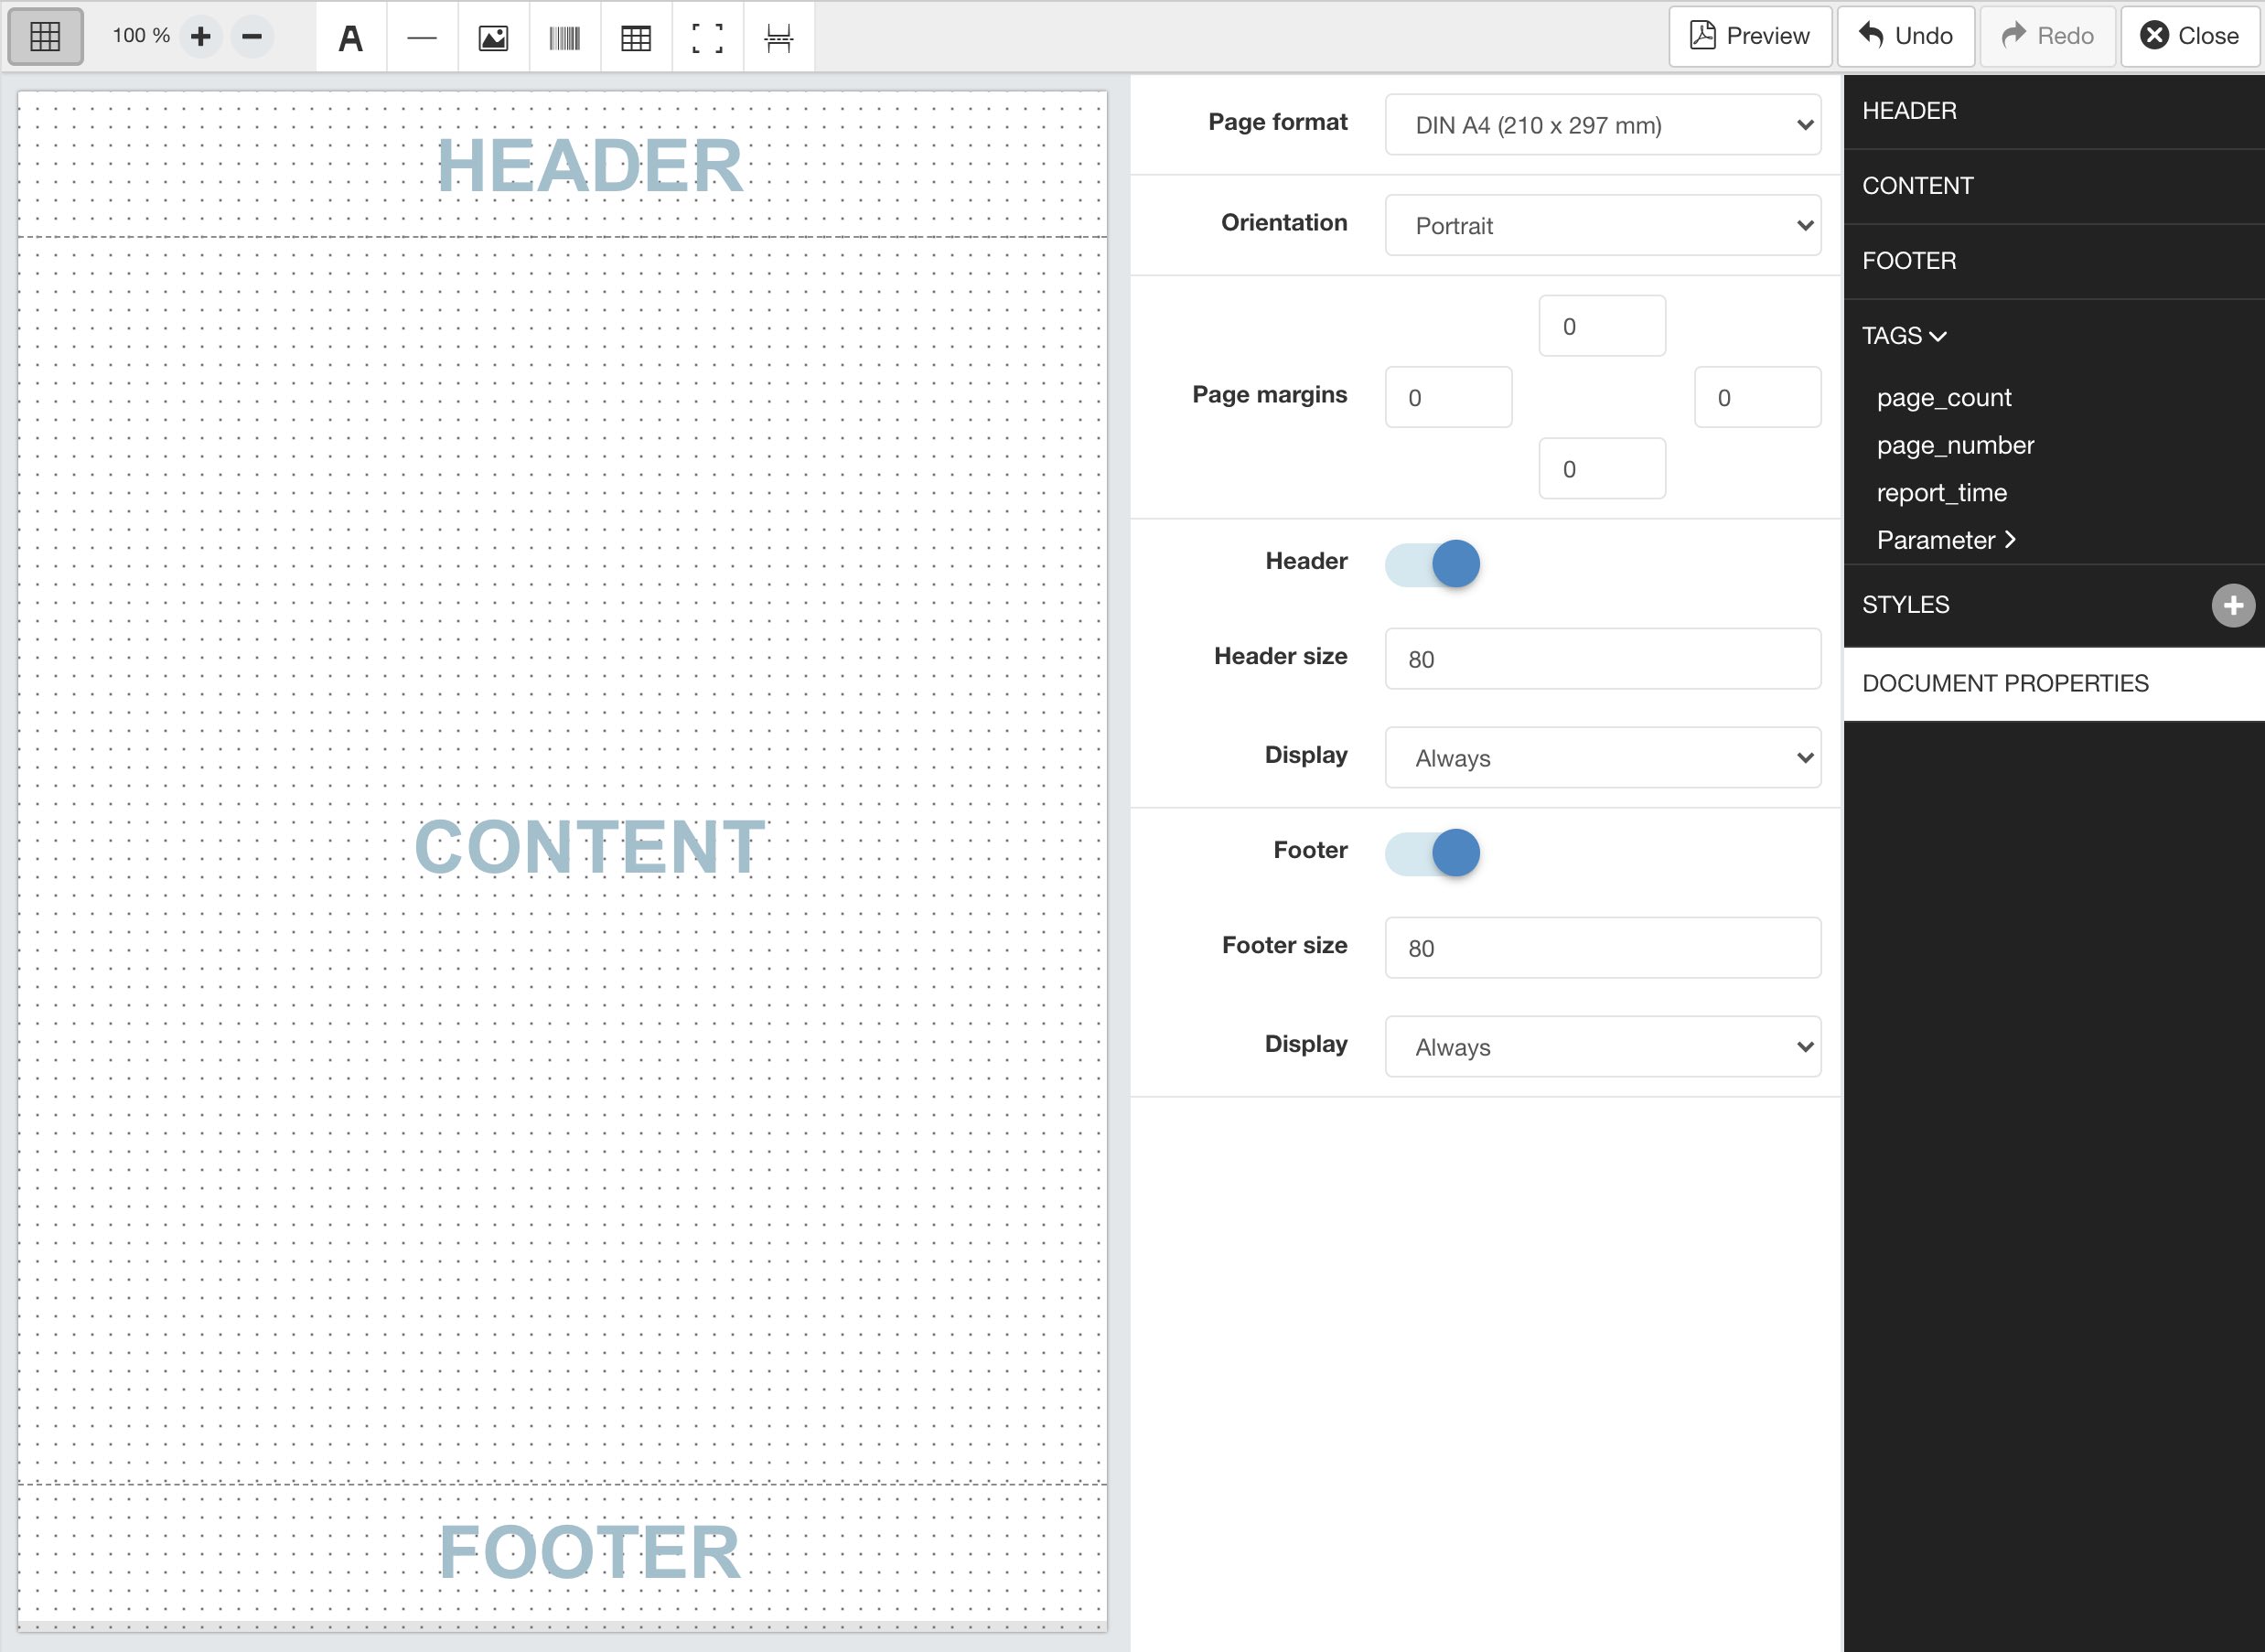 100 %
A
Preview
Undo
Redo
Close
HEADER
CONTENT
FOOTER
Page format
DIN A4 (210 x 297 mm)
Orientation
Portrait
Page margins
0
0
0
0
Header
Header size
80
Display
Always
Footer
Footer size
80
Display
Always
HEADER
CONTENT
FOOTER
TAGS
page_count
page_number
report_time
Parameter
STYLES
DOCUMENT PROPERTIES